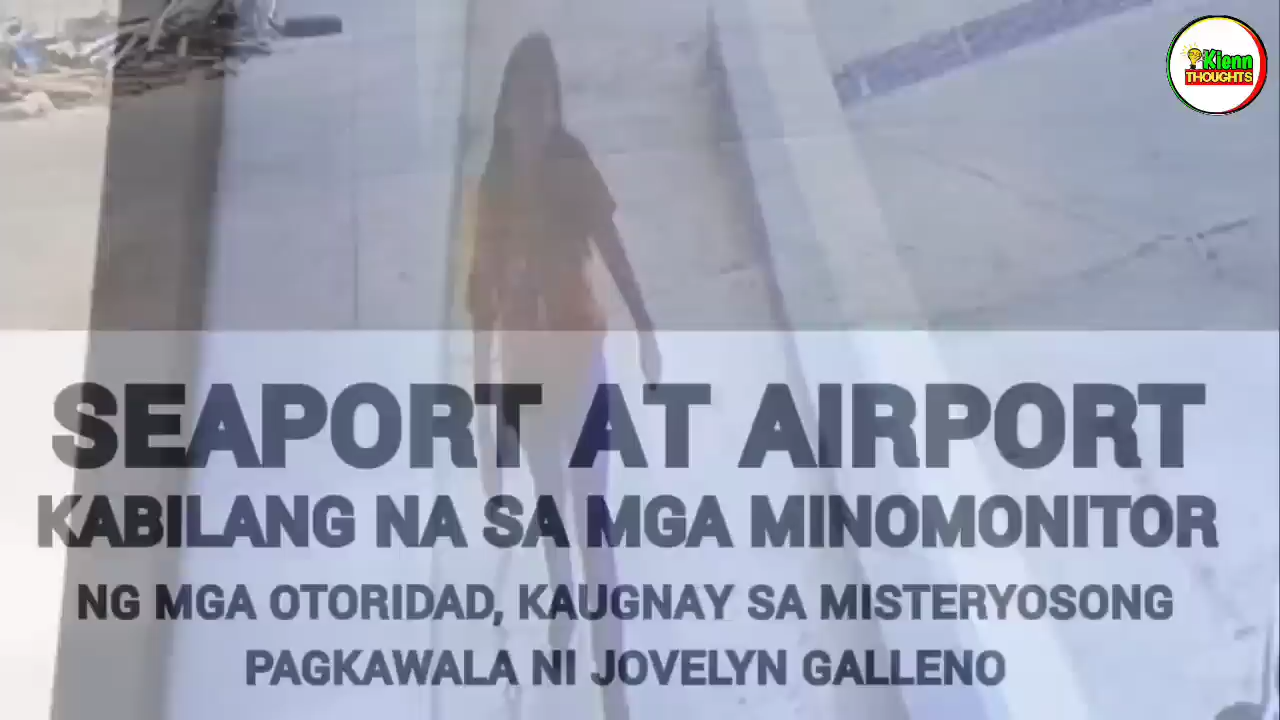 Klenn
THOUGHTS
SEAPORT AT AIRPORT
KABILANG NA SA MGA MINOMONITOR
NG MGA OTORIDAD, KAUGNAY SA MISTERYOSONG
PAGKAWALA NI JOVELYN GALLENO